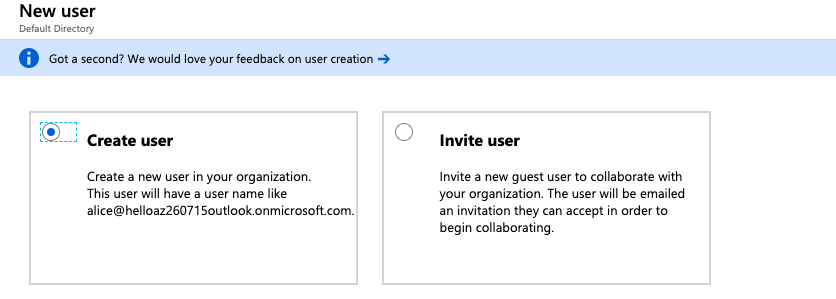 New user
Default Directory
Got a second? We would love your feedback on user creation →
Create user
Create a new user in your organization.
This user will have a user name like
alice@helloaz260715outlook.onmicrosoft.com.
Invite user
Invite a new guest user to collaborate with
your organization. The user will be emailed
an invitation they can accept in order to
begin collaborating.